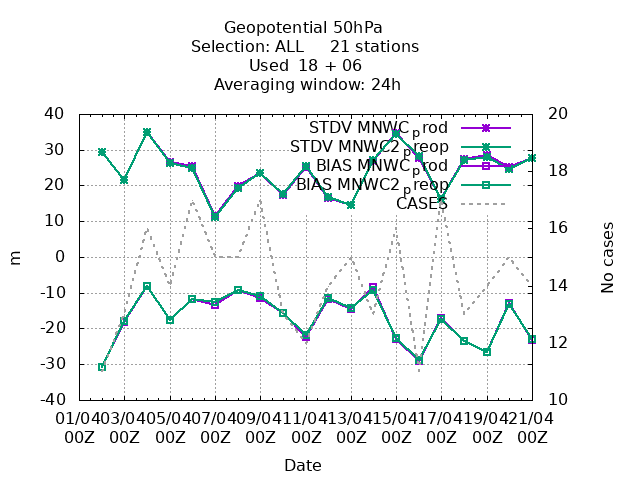 Geopotential 50hPa
Selection: ALL     21 stations
Used  18 + 06
Averaging window: 24h
40 20
STDV MNWC_prod
30
STDV MNWC2_preop
BIAS MNWC_prod
18
20
BIAS MNWC2_preop
CASES
10 16
m 0 No cases
-10 14
-20
12
-30
-40 10
01/04 03/04 05/04 07/04 09/04 11/04 13/04 15/04 17/04 19/04 21/04
00Z 00Z 00Z 00Z 00Z 00Z 00Z 00Z 00Z 00Z 00Z
Date